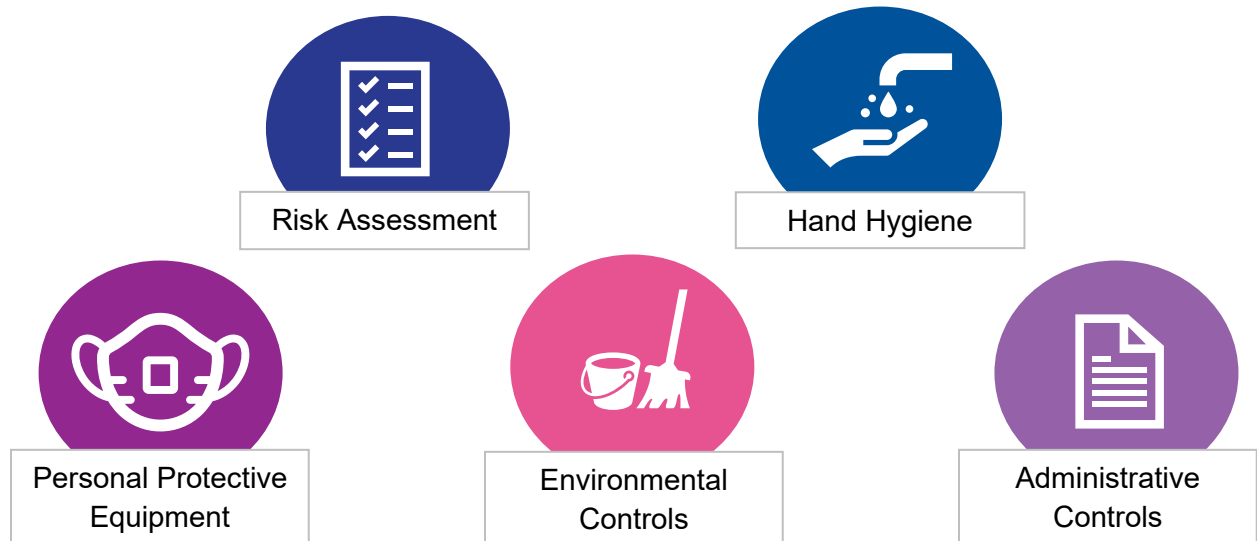 Risk Assessment
Hand Hygiene
Personal Protective
Equipment
Environmental
Controls
Administrative
Controls